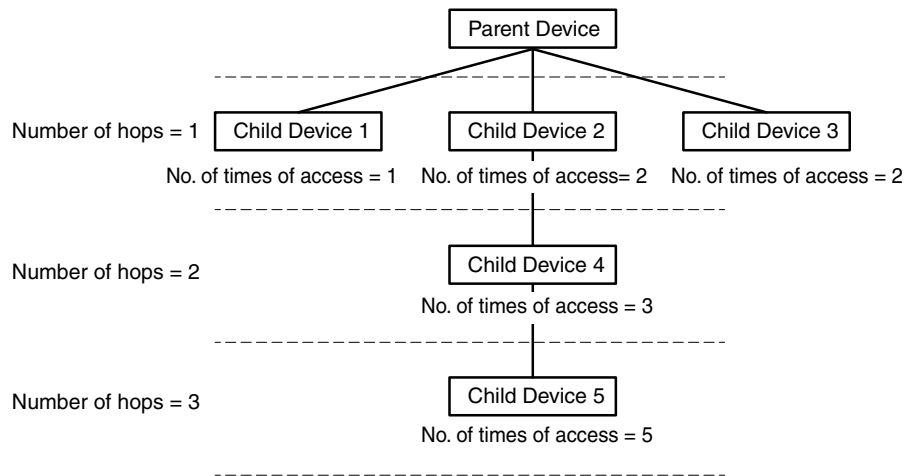 Parent Device
Number of hops = 1
Child Device 1
Child Device 2
Child Device 3
No. of times of access = 1
No. of times of access= 2
No. of times of access = 2
Number of hops = 2
Child Device 4
No. of times of access = 3
Number of hops = 3
Child Device 5
No. of times of access = 5